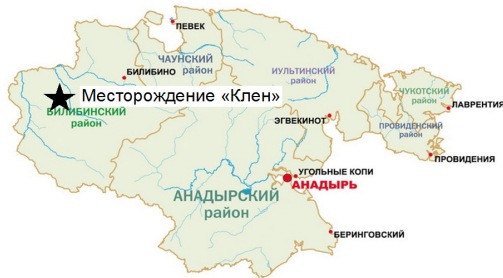 ПЕВЕК
ЧАУНСКИЙ
район
БИЛИБИНО
ИУЛЬТИНСКИЙ
район
Месторождение «Клен»
БИЛИБИНСКИЙ
район
ЧУКОТСКИЙ
район
ЛАВРЕНТИЯ
ЭГВЕКИНОТ
ПРОВИДЕНСКИЙ
район
ПРОВИДЕНИЯ
УГОЛЬНЫЕ КОПИ
АНАДЫРЬ
АНАДЫРСКИЙ
район
БЕРИНГОВСКИЙ